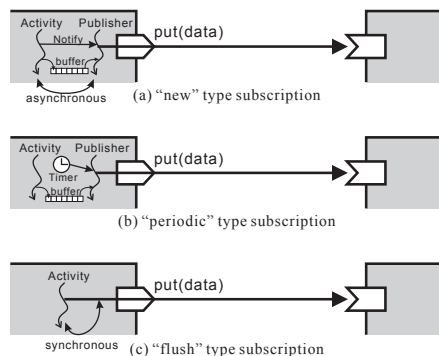 Activity Publisher
Notify
put(data)
buffer
asynchronous
(a) “new” type subscription
Activity Publisher
put(data)
Timer
buffer
(b) “periodic” type subscription
Activity
put(data)
synchronous
(c) “flush” type subscription